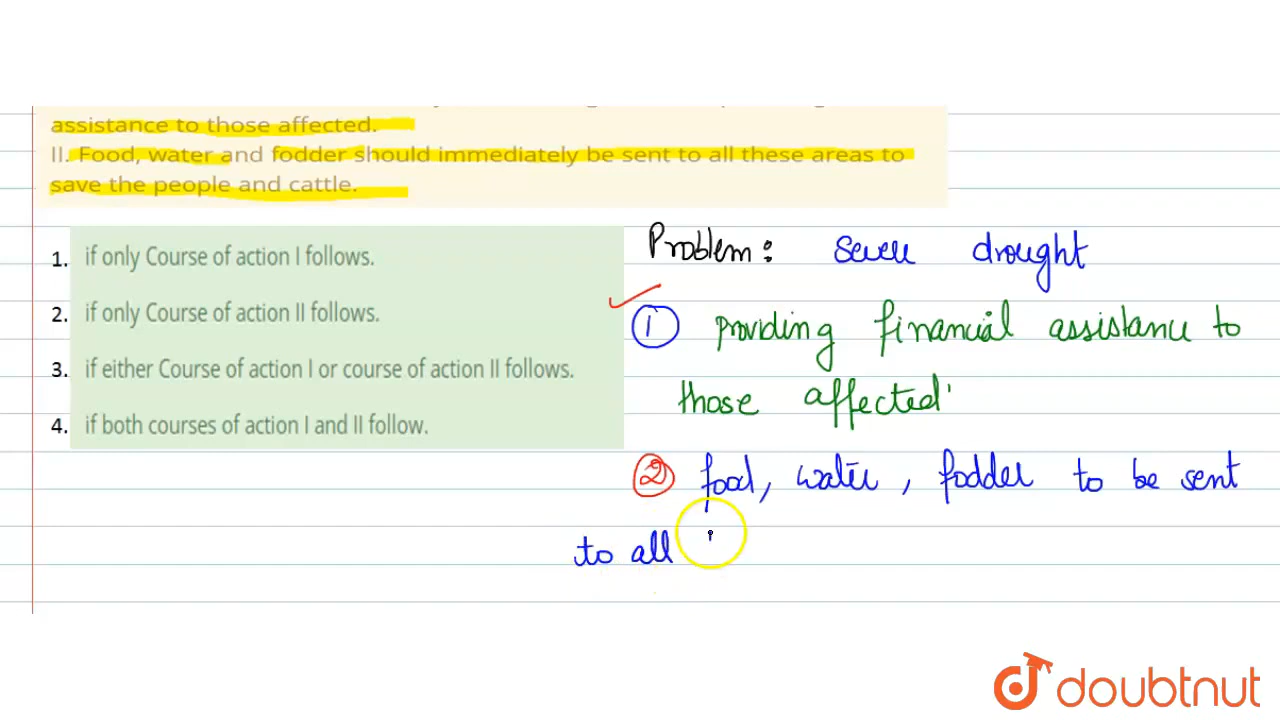 assistance to those affected.
II. Food, water and fodder should immediately be sent to all these areas to
save the people and cattle.
1. if only Course of action I follows.
2. if only Course of action II follows.
3. if either Course of action I or course of action II follows.
4. if both courses of action I and II follow.
Problem: drought
1 providing financial assistance to
those affected
2 food, water, fodder to be sent
to all
doubtnut